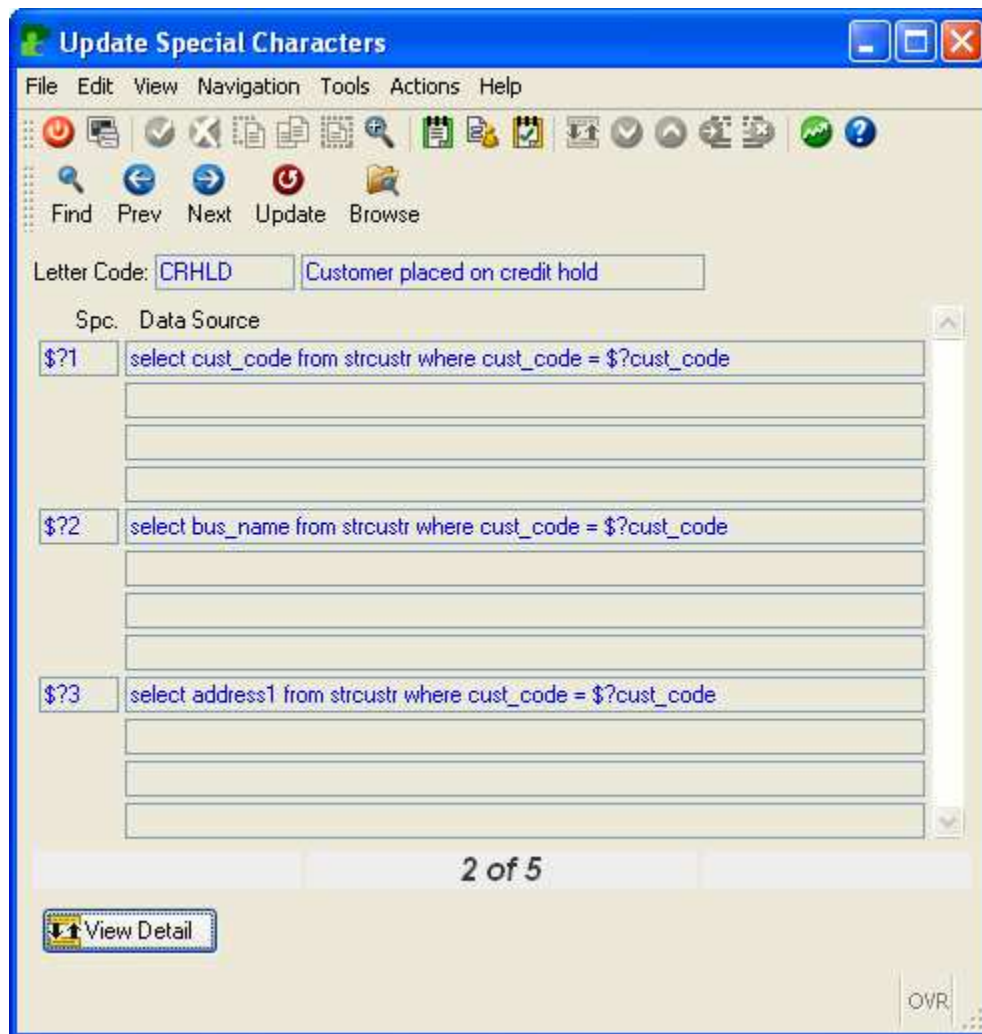 Update Special Characters
File Edit View Navigation Tools Actions Help
Find Prev Next Update Browse
Letter Code: CRHLD Customer placed on credit hold
Spc. Data Source
$?1 select cust_code from strcustr where cust_code = $?cust_code
$?2 select bus_name from strcustr where cust_code = $?cust_code
$?3 select address1 from strcustr where cust_code = $?cust_code
2 of 5
View Detail
OVR